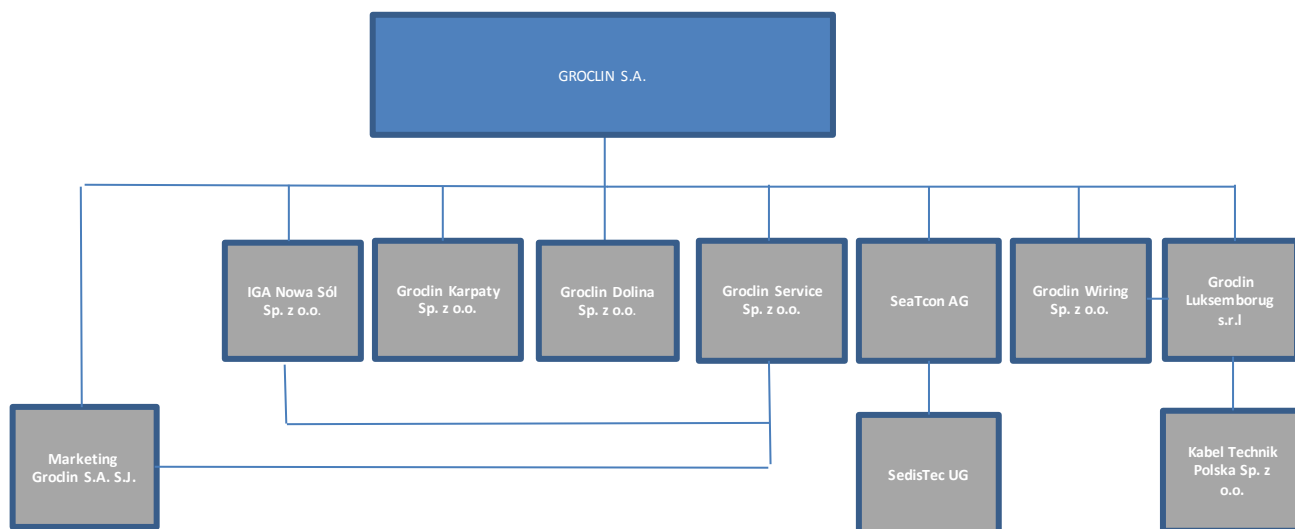 GROCLIN S.A.
IGA Nowa Sól
Sp. z o.o.
Groclin Karpaty
Sp. z o.o.
Groclin Dolina
Sp. z o.o.
Groclin Service
Sp. z o.o.
SeaTcon AG
Groclin Wiring
Sp. z o.o.
Groclin
Luksemborug
s.r.l
Marketing
Groclin S.A. S.J.
SedisTec UG
Kabel Technik
Polska Sp. z
o.o.